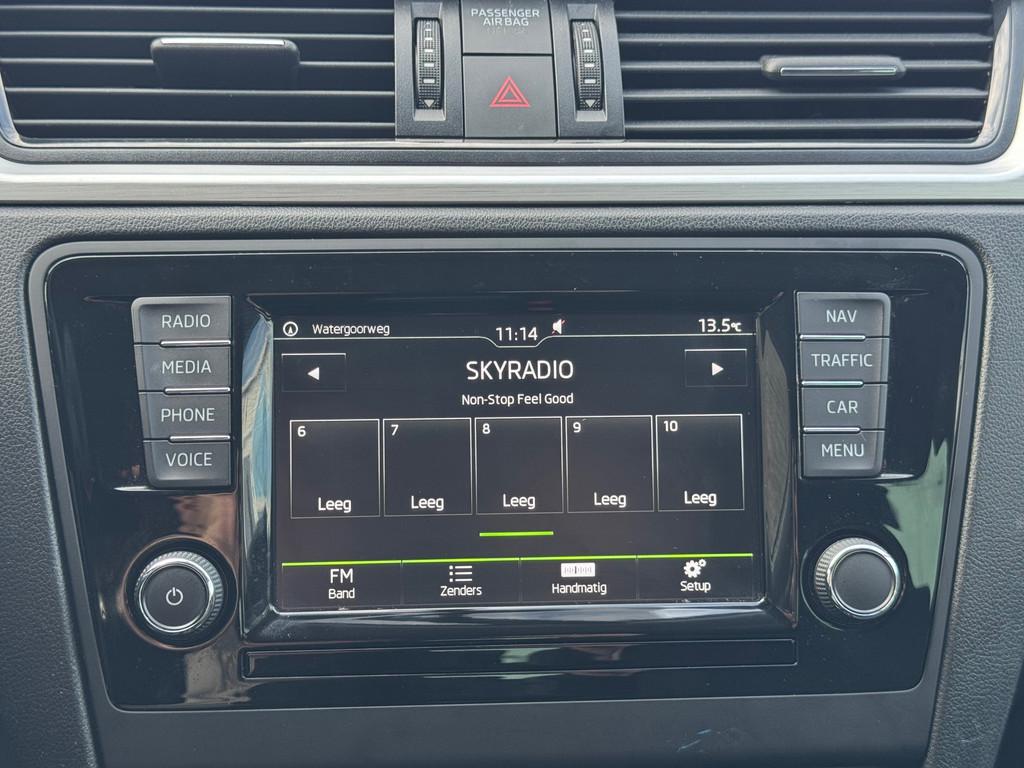 PASSENGER
AIR BAG
RADIO
MEDIA
PHONE
VOICE
Watergoorweg
11:14
13.5°C
SKYRADIO
Non-Stop Feel Good
6
7
8
9
10
Leeg
Leeg
Leeg
Leeg
Leeg
FM
Band
Zenders
Handmatig
Setup
NAV
TRAFFIC
CAR
MENU